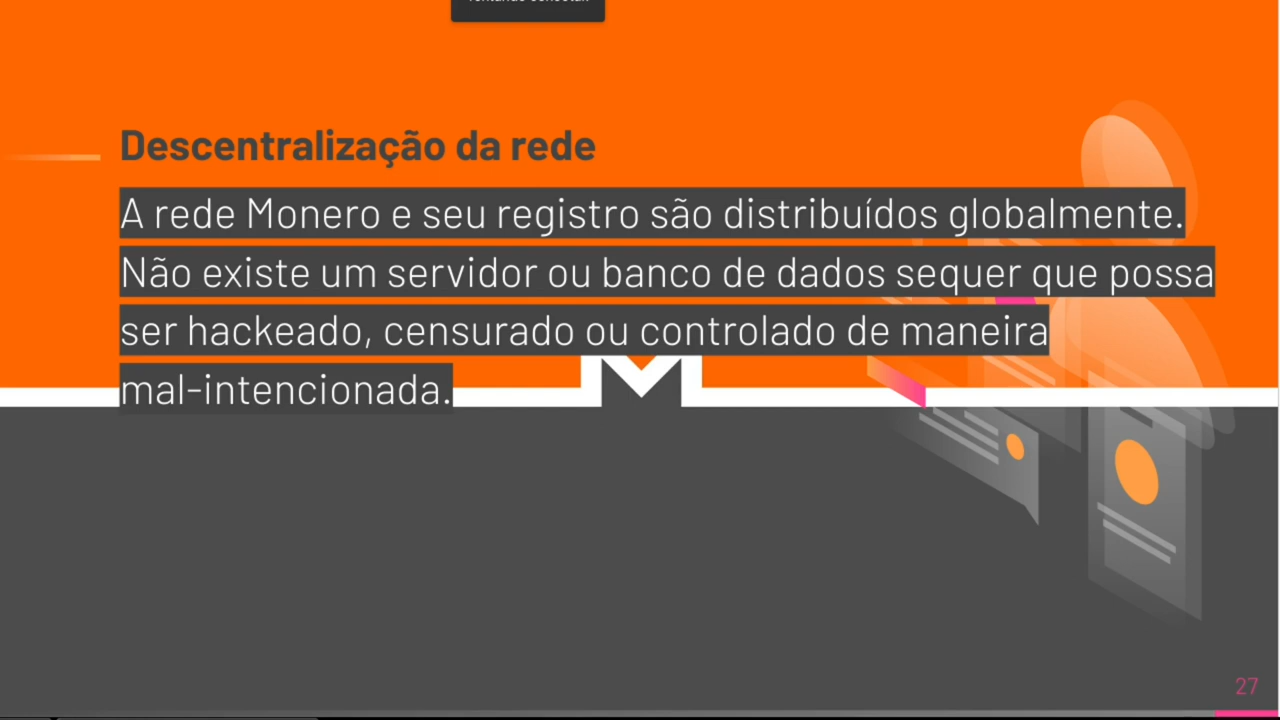 Descentralização da rede
A rede Monero e seu registro são distribuídos globalmente.
Não existe um servidor ou banco de dados sequer que possa
ser hackeado, censurado ou controlado de maneira
mal-intencionada.
27